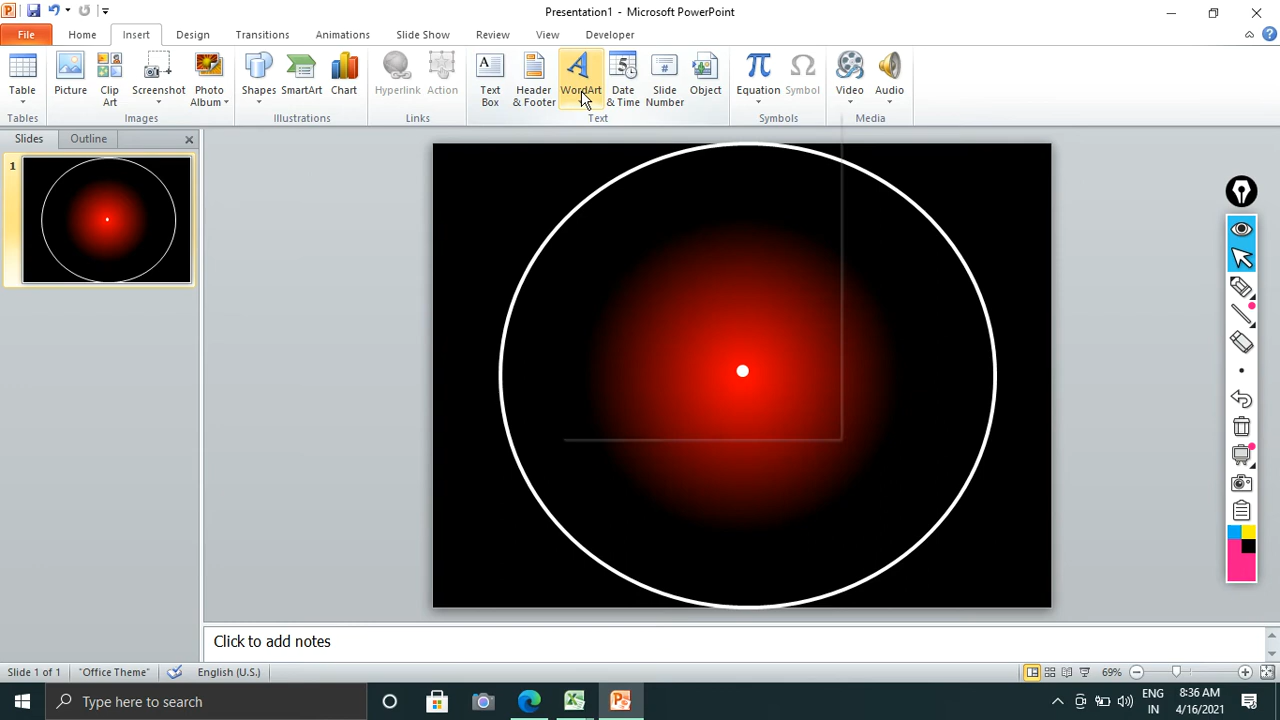 Presentation1 - Microsoft PowerPoint
File Home Insert Design Transitions Animations Slide Show Review View Developer
Table
Picture
Clip
Art
Screenshot
Photo
Album
Shapes
SmartArt
Chart
Hyperlink
Action
Text
Box
Header
& Footer
WordArt
Date
& Time
Slide
Number
Object
Equation
Symbol
Video
Audio
Tables Images Illustrations Links Text Symbols Media
Slides Outline
1
Click to add notes
Slide 1 of 1 "Office Theme" English (U.S.) 69%
Type here to search
ENG
IN
8:36 AM
4/16/2021